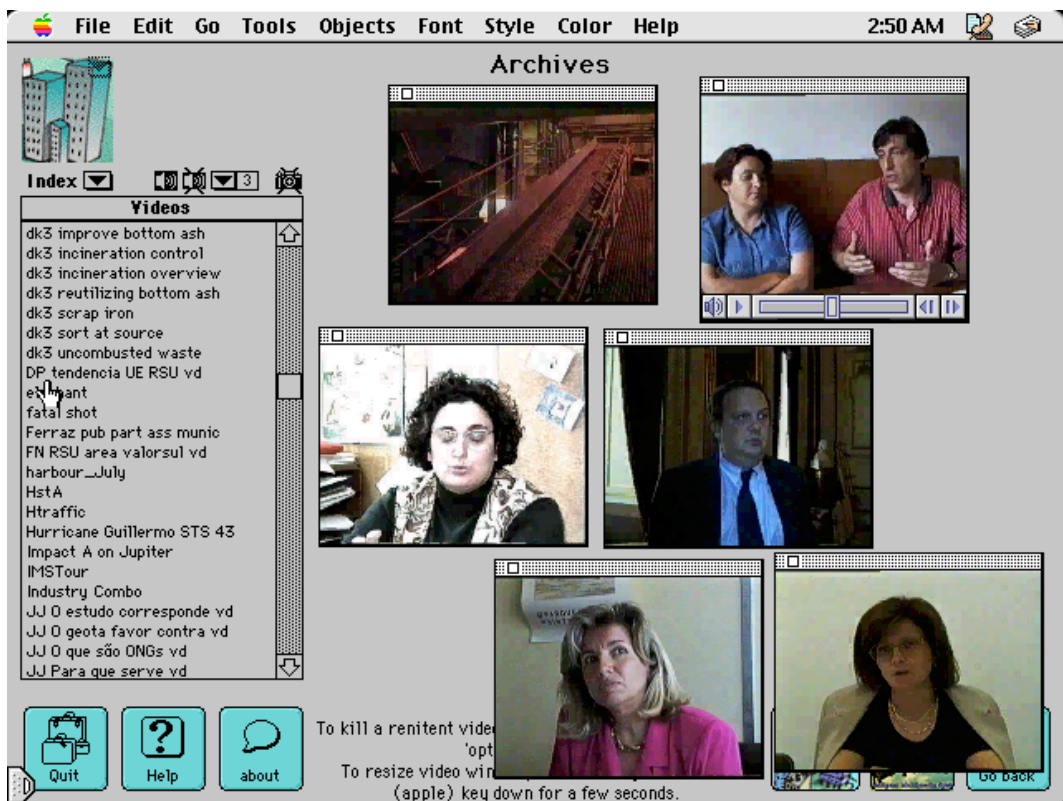 File Edit Go Tools Objects Font Style Color Help 2:50 AM
Archives
Index 3
Videos
dk3 improve bottom ash
dk3 incineration control
dk3 incineration overview
dk3 reutilizing bottom ash
dk3 scrap iron
dk3 sort at source
dk3 uncombusted waste
DP tendencia UE RSU vd
fatal shot
Ferraz pub part ass munic
FN RSU area valorsul vd
harbour_July
HstA
Htraffic
Hurricane Guillermo STS 43
Impact A on Jupiter
IMSTour
Industry Combo
JJ O estudo corresponde vd
JJ O geota favor contra vd
JJ O que são ONGs vd
JJ Para que serve vd
To kill a renitent vide
'opt
To resize video win
(apple) key down for a few seconds.
Quit
?
Help
about
Go back